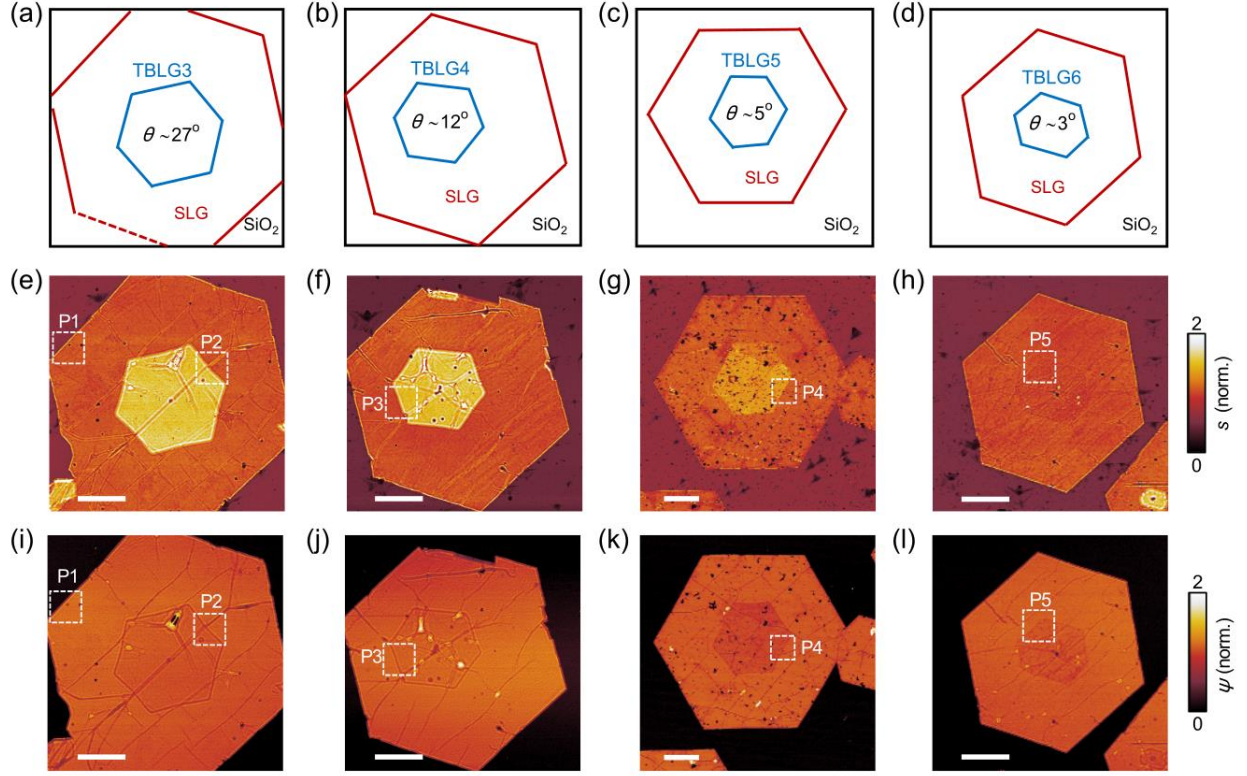 (a)
TBLG3
θ ~27°
SLG
SiO₂
(b)
TBLG4
θ ~12°
SLG
SiO₂
(c)
TBLG5
θ ~5°
SLG
SiO₂
(d)
TBLG6
θ ~3°
SLG
SiO₂
(e)
P1
P2
(f)
P3
(g)
P4
(h)
P5
2
s (norm.)
0
(i)
P1
P2
(j)
P3
(k)
P4
(l)
P5
2
ψ (norm.)
0